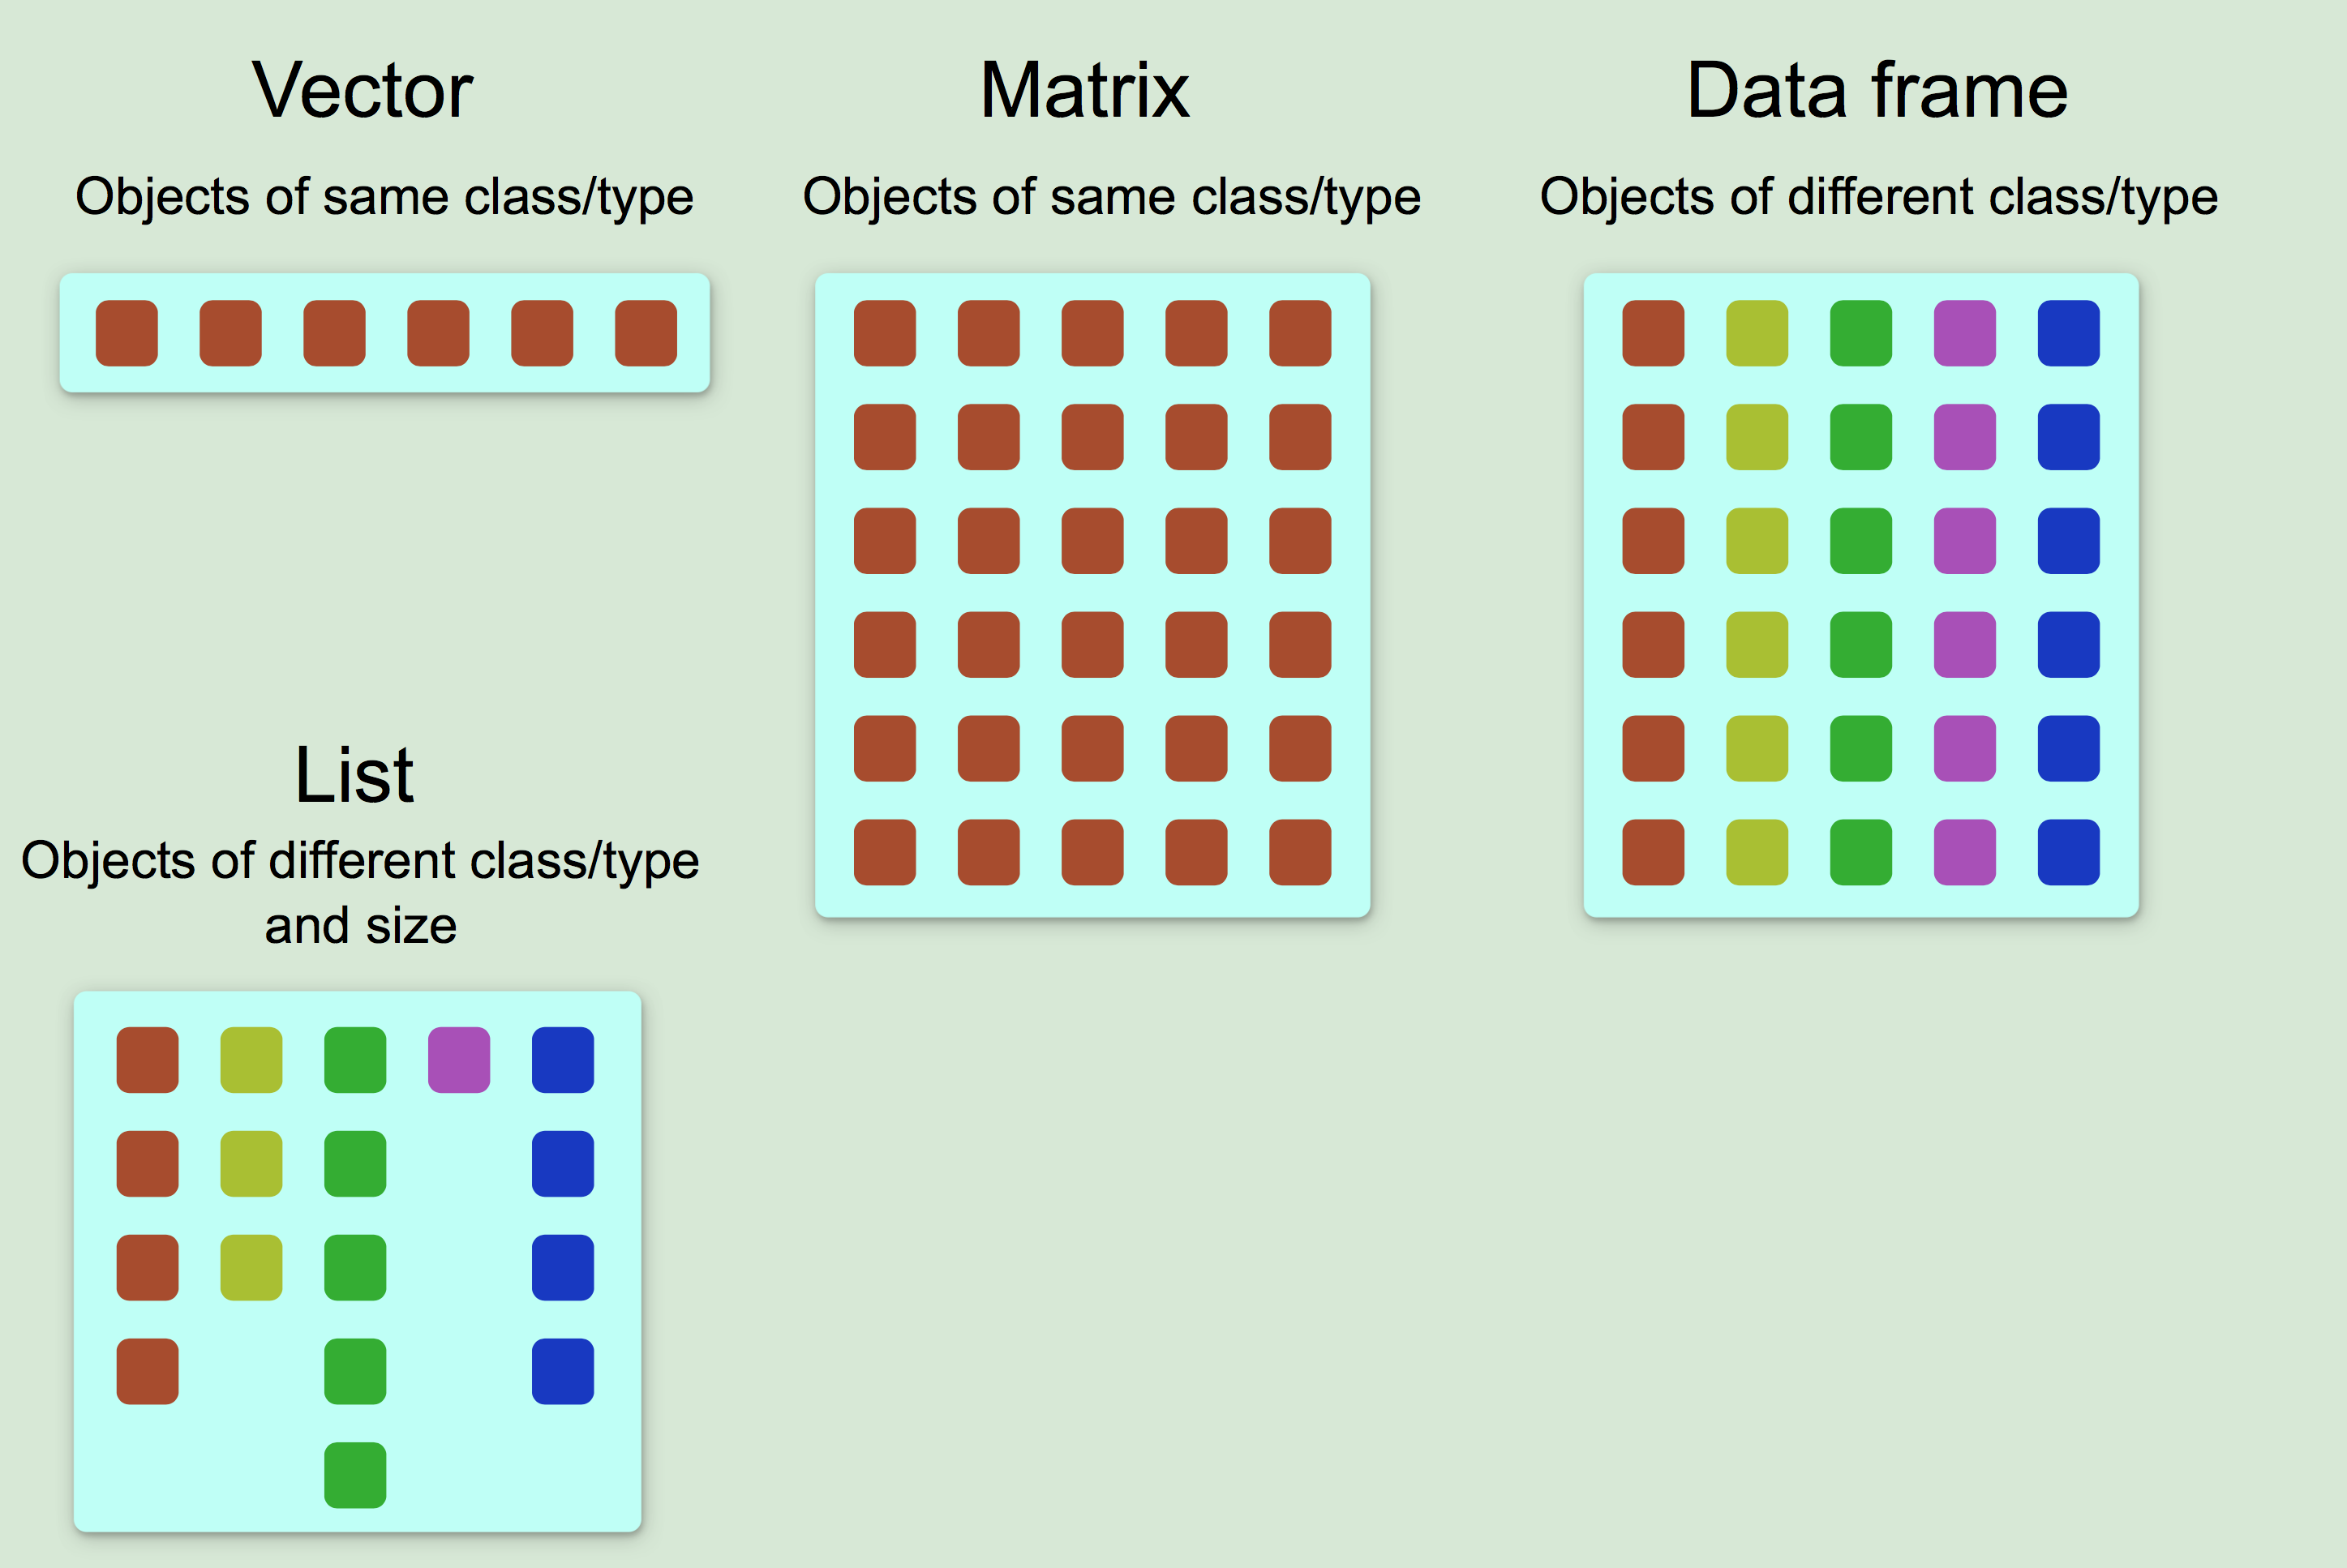 Vector
Objects of same class/type
Matrix
Objects of same class/type
Data frame
Objects of different class/type
List
Objects of different class/type
and size